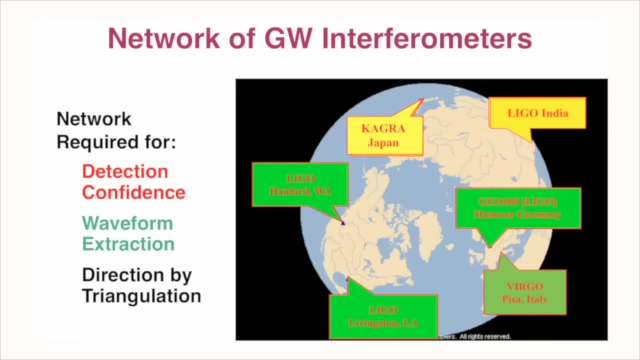 Network of GW Interferometers
Network
Required for:
Detection
Confidence
Waveform
Extraction
Direction by
Triangulation
KAGRA
Japan
LIGO India
LIGO
Hanford, WA
GEO600 [LIGO]
Hanover Germany
VIRGO
Pisa, Italy
LIGO
Livingston, LA
All rights reserved.